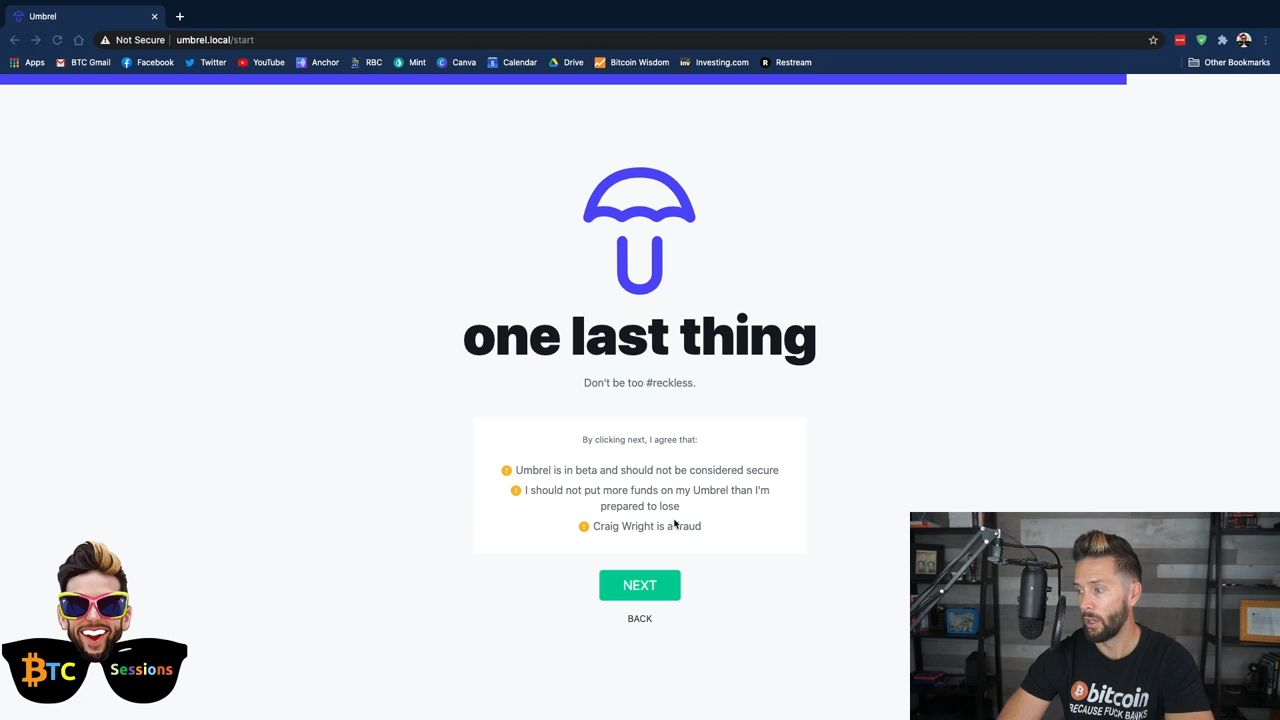 Umbrel
Not Secure umbrel.local/start
Apps BTC Gmail Facebook Twitter YouTube Anchor RBC Mint Canva Calendar Drive Bitcoin Wisdom Investing.com Restream Other Bookmarks
one last thing
Don't be too #reckless.
By clicking next, I agree that:
Umbrel is in beta and should not be considered secure
I should not put more funds on my Umbrel than I'm
prepared to lose
Craig Wright is a fraud
NEXT
BACK
BTC Sessions
bitcoin
BECAUSE FUCK BANKS